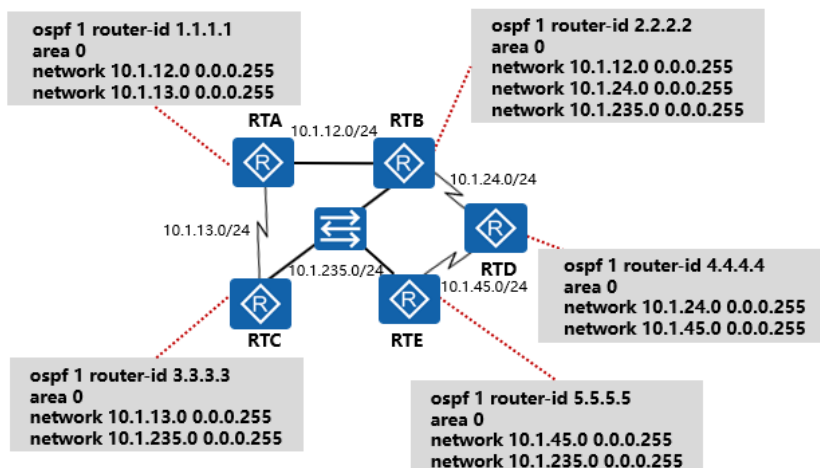 ospf 1 router-id 1.1.1.1
area 0
network 10.1.12.0 0.0.0.255
network 10.1.13.0 0.0.0.255
ospf 1 router-id 2.2.2.2
area 0
network 10.1.12.0 0.0.0.255
network 10.1.24.0 0.0.0.255
network 10.1.235.0 0.0.0.255
RTA
10.1.12.0/24
RTB
R
R
10.1.24.0/24
10.1.13.0/24
R
RTD
10.1.235.0/24
10.1.45.0/24
R
R
RTC
RTE
ospf 1 router-id 4.4.4.4
area 0
network 10.1.24.0 0.0.0.255
network 10.1.45.0 0.0.0.255
ospf 1 router-id 3.3.3.3
area 0
network 10.1.13.0 0.0.0.255
network 10.1.235.0 0.0.0.255
ospf 1 router-id 5.5.5.5
area 0
network 10.1.45.0 0.0.0.255
network 10.1.235.0 0.0.0.255